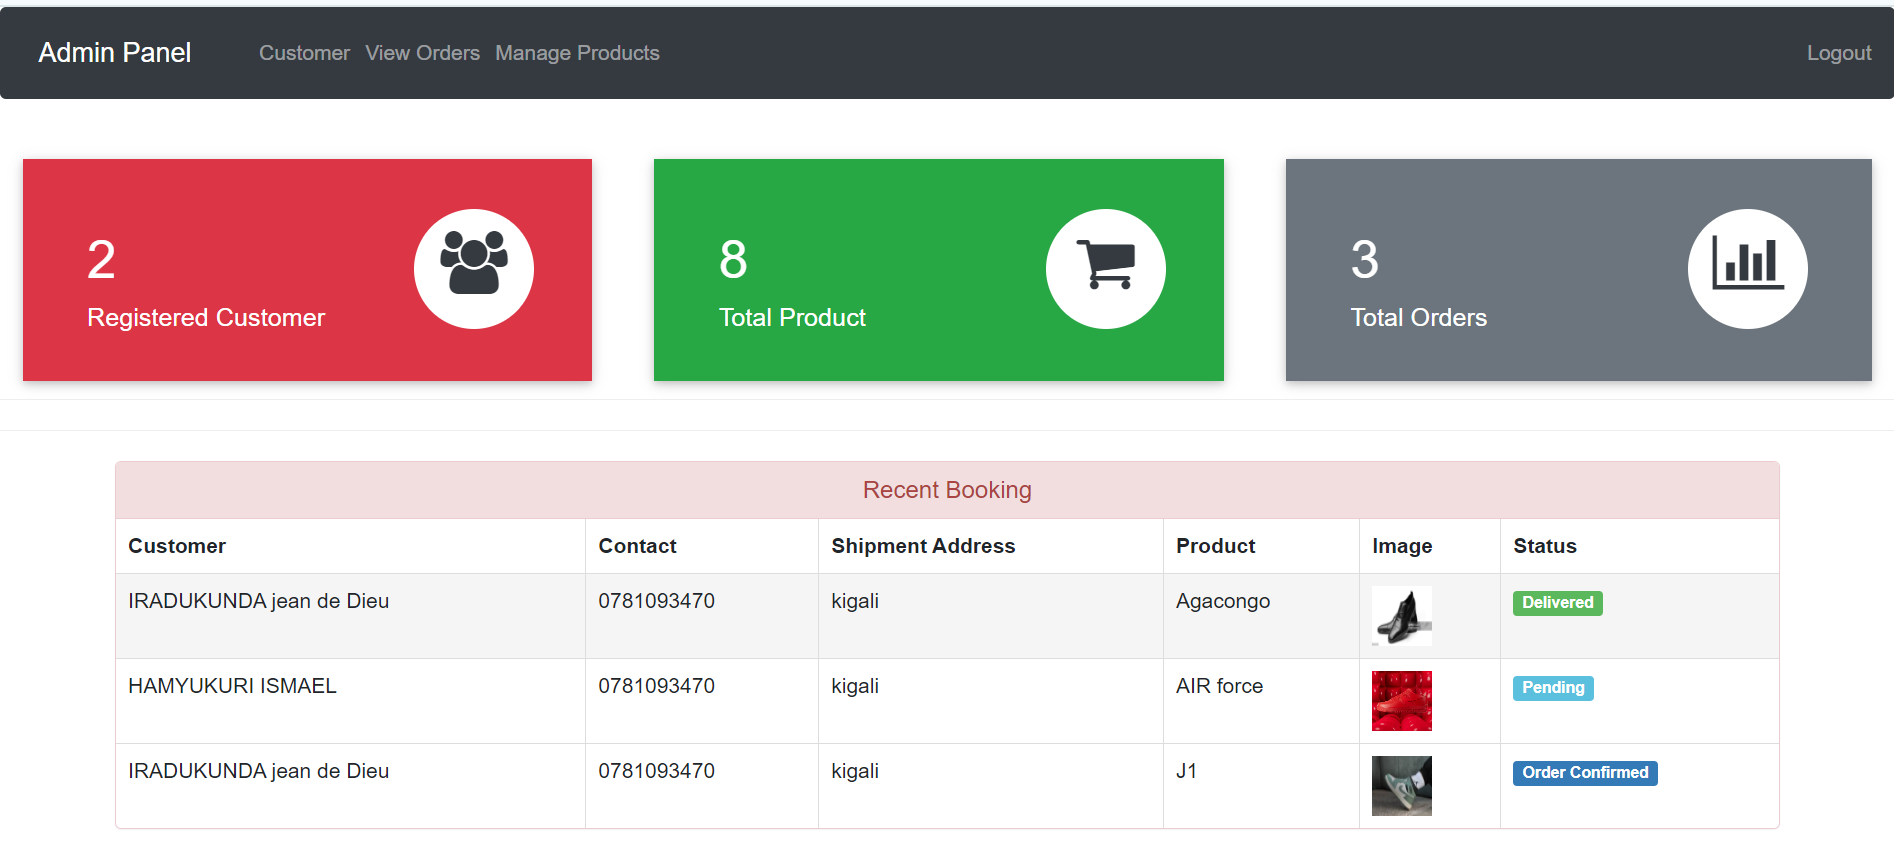 Admin Panel Customer View Orders Manage Products Logout
2
Registered Customer
8
Total Product
3
Total Orders
Recent Booking
Customer Contact Shipment Address Product Image Status
IRADUKUNDA jean de Dieu 0781093470 kigali Agacongo Delivered
HAMYUKURI ISMAEL 0781093470 kigali AIR force Pending
IRADUKUNDA jean de Dieu 0781093470 kigali J1 Order Confirmed